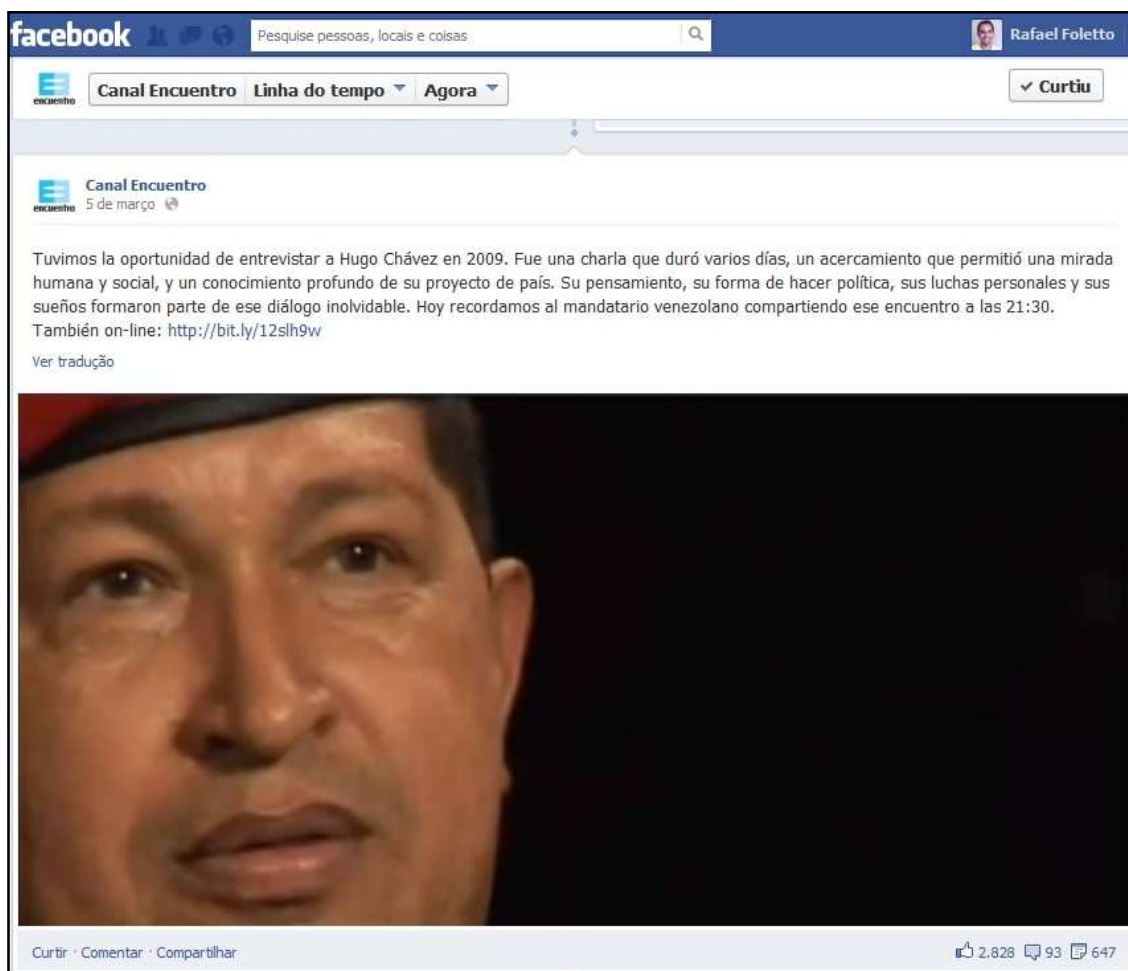 facebook
Pesquise pessoas, locais e coisas
Rafael Foletto
encuentro
Canal Encuentro Linha do tempo Agora
Curtiu
encuentro
Canal Encuentro
5 de março
Tuvimos la oportunidad de entrevistar a Hugo Chávez en 2009. Fue una charla que duró varios días, un acercamiento que permitió una mirada
humana y social, y un conocimiento profundo de su proyecto de país. Su pensamiento, su forma de hacer política, sus luchas personales y sus
sueños formaron parte de ese diálogo inolvidable. Hoy recordamos al mandatario venezolano compartiendo ese encuentro a las 21:30.
También on-line: http://bit.ly/12slh9w
Ver tradução
Curtir · Comentar · Compartilhar
2.828 93 647